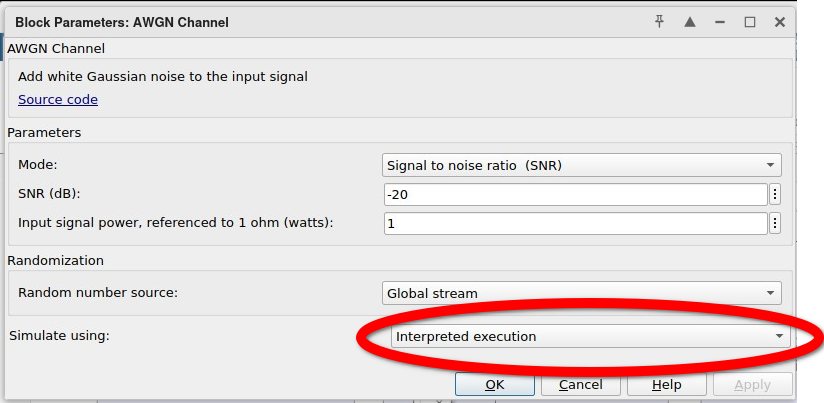 Block Parameters: AWGN Channel
AWGN Channel
Add white Gaussian noise to the input signal
Source code
Parameters
Mode: Signal to noise ratio  (SNR)
SNR (dB): -20
Input signal power, referenced to 1 ohm (watts): 1
Randomization
Random number source: Global stream
Simulate using: Interpreted execution
OK Cancel Help Apply